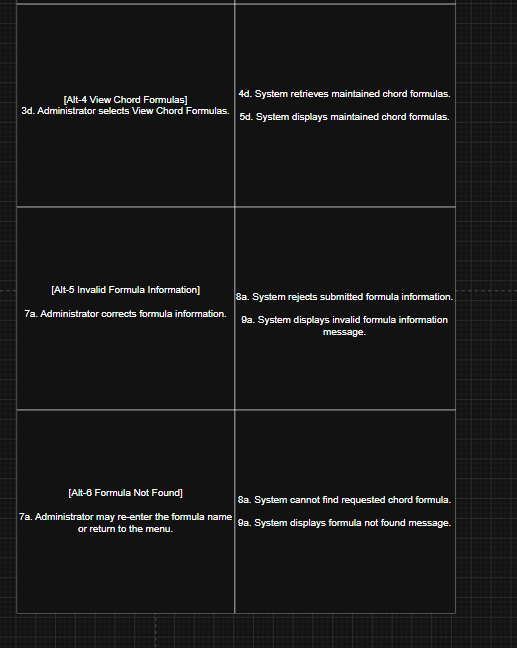 [Alt-4 View Chord Formulas]
3d. Administrator selects View Chord Formulas.
4d. System retrieves maintained chord formulas.
5d. System displays maintained chord formulas.
[Alt-5 Invalid Formula Information]
7a. Administrator corrects formula information.
8a. System rejects submitted formula information.
9a. System displays invalid formula information
message.
[Alt-6 Formula Not Found]
7a. Administrator may re-enter the formula name
or return to the menu.
8a. System cannot find requested chord formula.
9a. System displays formula not found message.